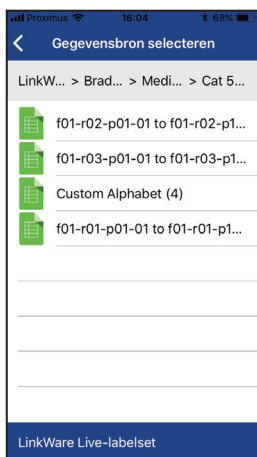 Proximus 16:04 68%
Gegevensbron selecteren
LinkW... > Brad... > Medi... > Cat 5...
f01-r02-p01-01 to f01-r02-p1...
f01-r03-p01-01 to f01-r03-p1...
Custom Alphabet (4)
f01-r01-p01-01 to f01-r01-p1...
LinkWare Live-labelset